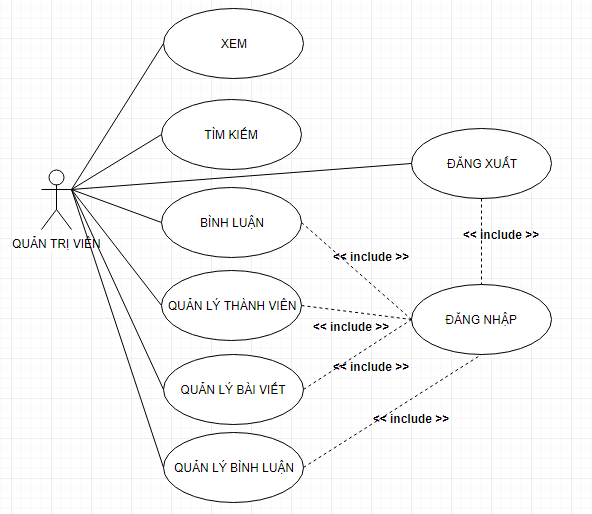 XEM
TÌM KIẾM
ĐĂNG XUẤT
QUẢN TRỊ VIÊN
BÌNH LUẬN
<< include >>
<< include >>
QUẢN LÝ THÀNH VIÊN
<< include >>
ĐĂNG NHẬP
QUẢN LÝ BÀI VIẾT
<< include >>
<< include >>
QUẢN LÝ BÌNH LUẬN